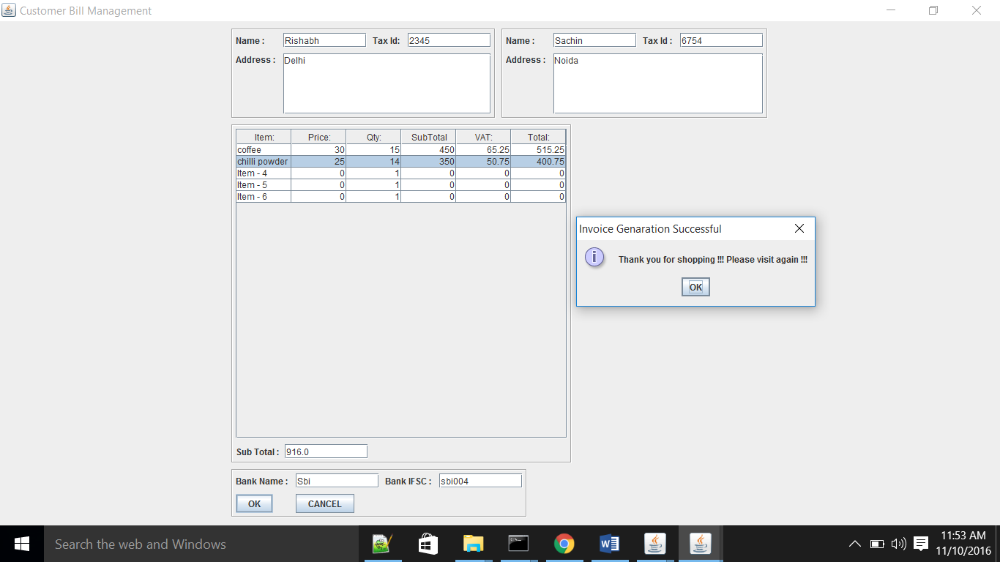 Customer Bill Management
Name : Rishabh Tax Id: 2345
Address : Delhi
Name : Sachin Tax Id : 6754
Address : Noida
Item: Price: Qty: SubTotal VAT: Total:
coffee 30 15 450 65.25 515.25
chilli powder 25 14 350 50.75 400.75
Item - 4 0 1 0 0 0
Item - 5 0 1 0 0 0
Item - 6 0 1 0 0 0
Invoice Genaration Successful
Thank you for shopping !!! Please visit again !!!
OK
Sub Total : 916.0
Bank Name : Sbi Bank IFSC : sbi004
OK CANCEL
Search the web and Windows
11:53 AM
11/10/2016